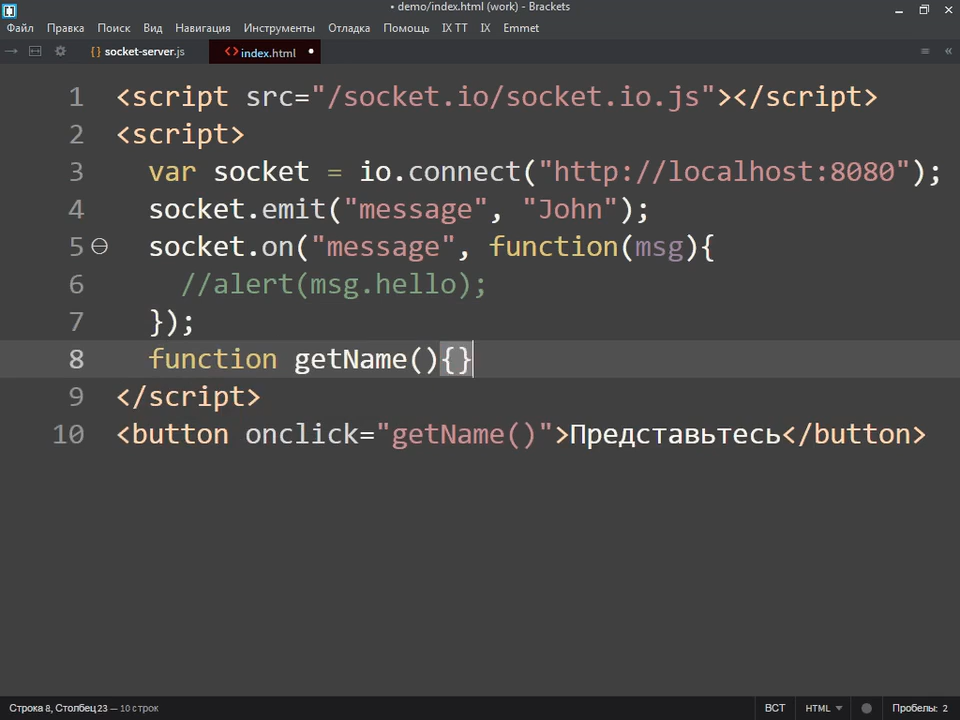 • demo/index.html (work) - Brackets
Файл Правка Поиск Вид Навигация Инструменты Отладка Помощь IX TT IX Emmet
{} socket-server.js <> index.html •
1 <script src="/socket.io/socket.io.js"></script>
2 <script>
3 var socket = io.connect("http://localhost:8080");
4 socket.emit("message", "John");
5 socket.on("message", function(msg){
6 //alert(msg.hello);
7 });
8 function getName(){}
9 </script>
10 <button onclick="getName()">Представьтесь</button>
Строка 8, Столбец 23 — 10 строк ВСТ HTML Пробелы: 2